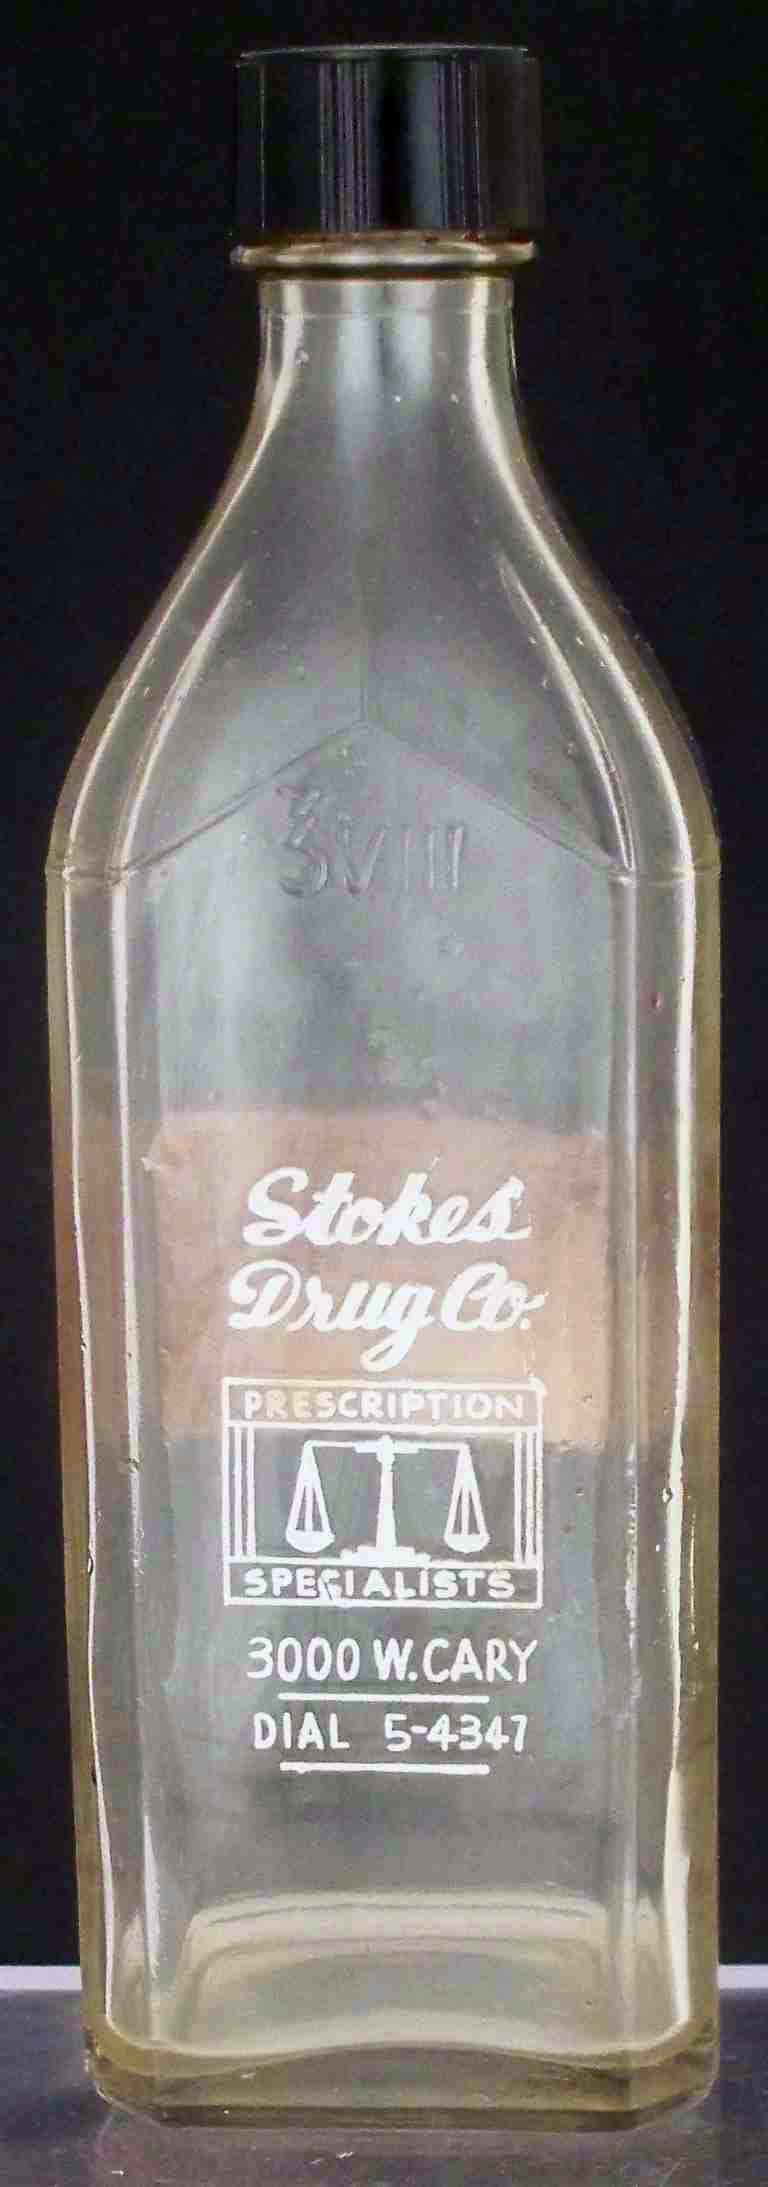 ℥VIII
Stokes
Drug Co.
PRESCRIPTION
SPECIALISTS
3000 W. CARY
DIAL 5-4347